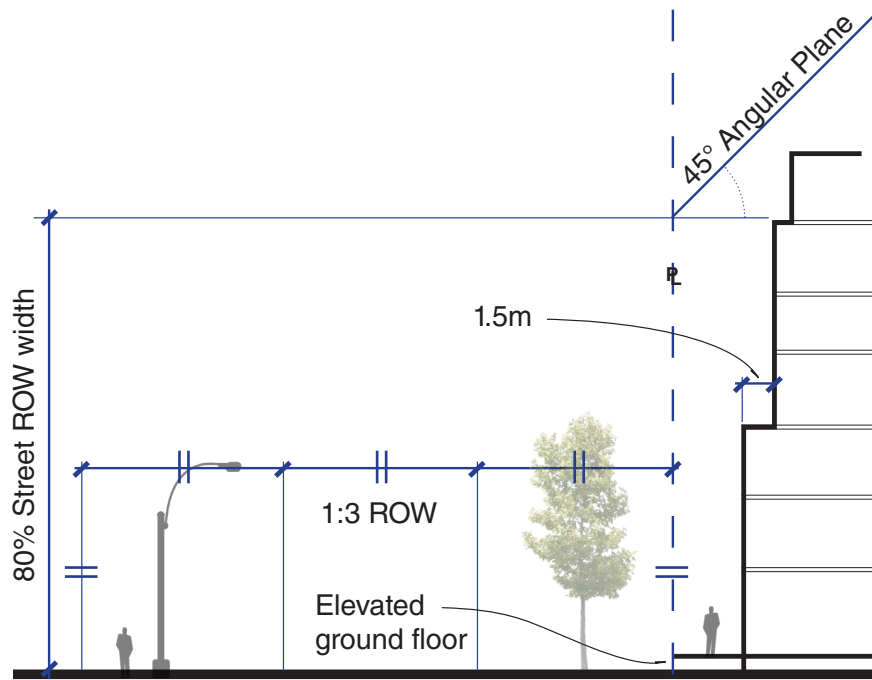 45° Angular Plane
80% Street ROW width
PL
1.5m
1:3 ROW
Elevated
ground floor